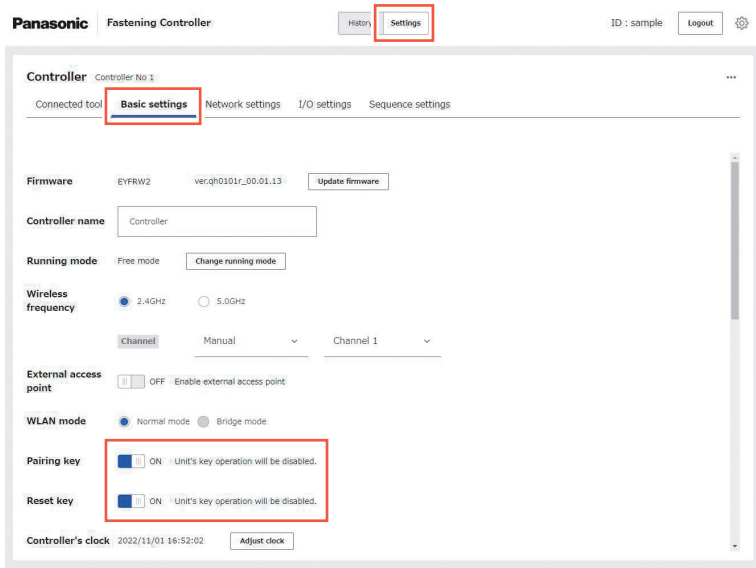 Panasonic Fastening Controller History Settings ID : sample Logout
Controller Controller No 1
Connected tool Basic settings Network settings I/O settings Sequence settings
Firmware EYFRW2 ver.qh0101r_00.01.13 Update firmware
Controller name Controller
Running mode Free mode Change running mode
Wireless
frequency 2.4GHz 5.0GHz
Channel Manual Channel 1
External access
point OFF Enable external access point
WLAN mode Normal mode Bridge mode
Pairing key ON Unit's key operation will be disabled.
Reset key ON Unit's key operation will be disabled.
Controller's clock 2022/11/01 16:52:02 Adjust clock